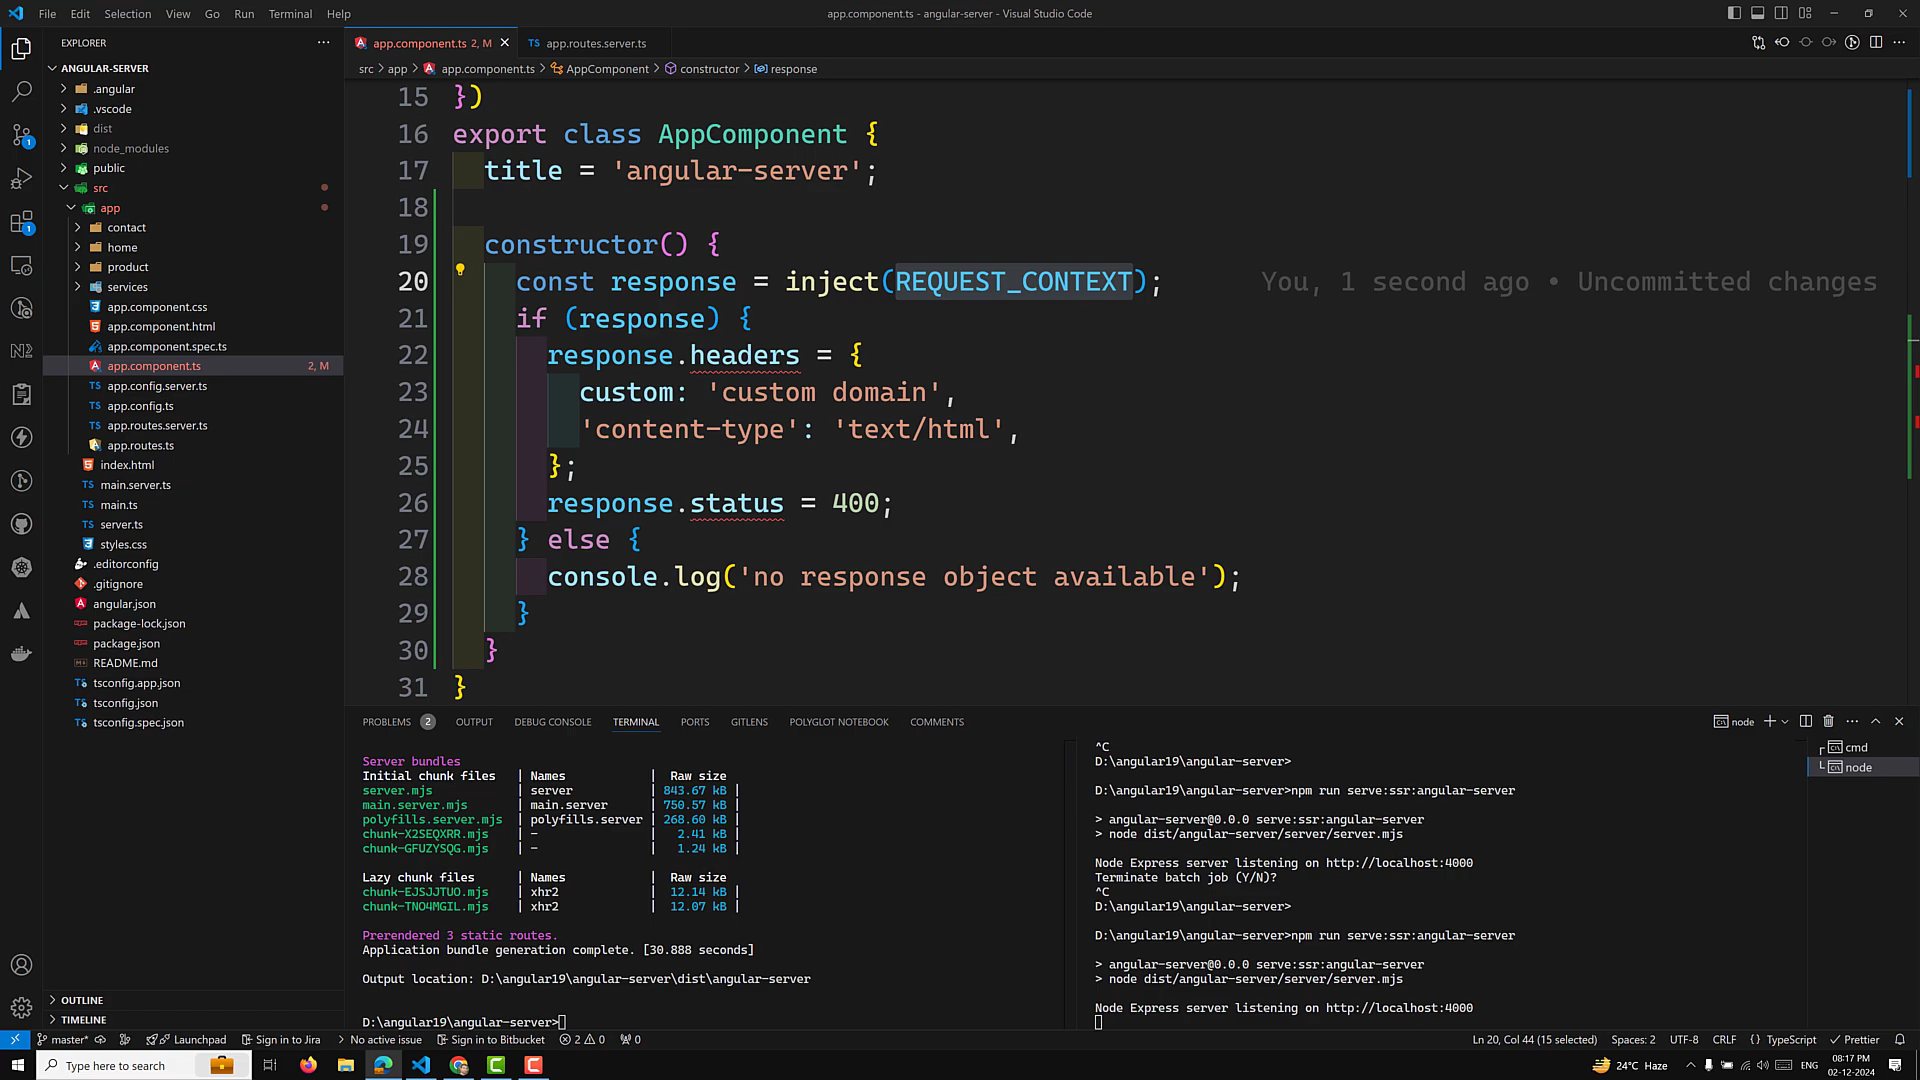 File Edit Selection View Go Run Terminal Help
app.component.ts - angular-server - Visual Studio Code
EXPLORER
ANGULAR-SERVER
.angular
.vscode
dist
node_modules
public
src
app
contact
home
product
services
app.component.css
app.component.html
app.component.spec.ts
app.component.ts 2, M
app.config.server.ts
app.config.ts
app.routes.server.ts
app.routes.ts
index.html
main.server.ts
main.ts
server.ts
styles.css
.editorconfig
.gitignore
angular.json
package-lock.json
package.json
README.md
tsconfig.app.json
tsconfig.json
tsconfig.spec.json
OUTLINE
TIMELINE
app.component.ts 2, M
TS app.routes.server.ts
src > app > app.component.ts > AppComponent > constructor > response
15 })
16 export class AppComponent {
17 title = 'angular-server';
18
19 constructor() {
20 const response = inject(REQUEST_CONTEXT); You, 1 second ago • Uncommitted changes
21 if (response) {
22 response.headers = {
23 custom: 'custom domain',
24 'content-type': 'text/html',
25 };
26 response.status = 400;
27 } else {
28 console.log('no response object available');
29 }
30 }
31 }
PROBLEMS 2 OUTPUT DEBUG CONSOLE TERMINAL PORTS GITLENS POLYGLOT NOTEBOOK COMMENTS
node
Server bundles
Initial chunk files | Names | Raw size
server.mjs | server | 843.67 kB |
main.server.mjs | main.server | 750.57 kB |
polyfills.server.mjs | polyfills.server | 268.60 kB |
chunk-X2SEQXRR.mjs | - | 2.41 kB |
chunk-GFUZYSQG.mjs | - | 1.24 kB |
Lazy chunk files | Names | Raw size
chunk-EJSJJTUO.mjs | xhr2 | 12.14 kB |
chunk-TNO4MGIL.mjs | xhr2 | 12.07 kB |
Prerendered 3 static routes.
Application bundle generation complete. [30.888 seconds]
Output location: D:\angular19\angular-server\dist\angular-server
D:\angular19\angular-server>
^C
D:\angular19\angular-server>
D:\angular19\angular-server>npm run serve:ssr:angular-server
> angular-server@0.0.0 serve:ssr:angular-server
> node dist/angular-server/server/server.mjs
Node Express server listening on http://localhost:4000
Terminate batch job (Y/N)?
^C
D:\angular19\angular-server>
D:\angular19\angular-server>npm run serve:ssr:angular-server
> angular-server@0.0.0 serve:ssr:angular-server
> node dist/angular-server/server/server.mjs
Node Express server listening on http://localhost:4000
cmd
node
master* Launchpad Sign in to Jira No active issue Sign in to Bitbucket 2 0 0
Ln 20, Col 44 (15 selected) Spaces: 2 UTF-8 CRLF {} TypeScript Prettier
Type here to search
24°C Haze ENG
08:17 PM
02-12-2024